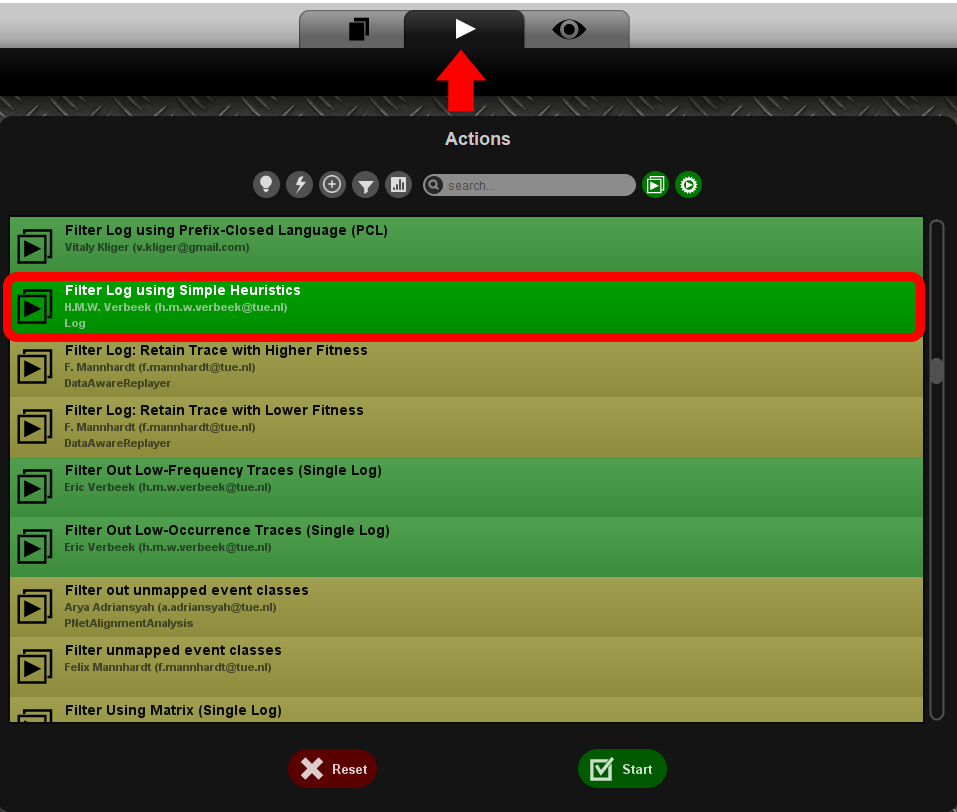 Actions
search...
Filter Log using Prefix-Closed Language (PCL)
Vitaly Kliger (v.kliger@gmail.com)
Filter Log using Simple Heuristics
H.M.W. Verbeek (h.m.w.verbeek@tue.nl)
Log
Filter Log: Retain Trace with Higher Fitness
F. Mannhardt (f.mannhardt@tue.nl)
DataAwareReplayer
Filter Log: Retain Trace with Lower Fitness
F. Mannhardt (f.mannhardt@tue.nl)
DataAwareReplayer
Filter Out Low-Frequency Traces (Single Log)
Eric Verbeek (h.m.w.verbeek@tue.nl)
Filter Out Low-Occurrence Traces (Single Log)
Eric Verbeek (h.m.w.verbeek@tue.nl)
Filter out unmapped event classes
Arya Adriansyah (a.adriansyah@tue.nl)
PNetAlignmentAnalysis
Filter unmapped event classes
Felix Mannhardt (f.mannhardt@tue.nl)
Filter Using Matrix (Single Log)
Reset
Start